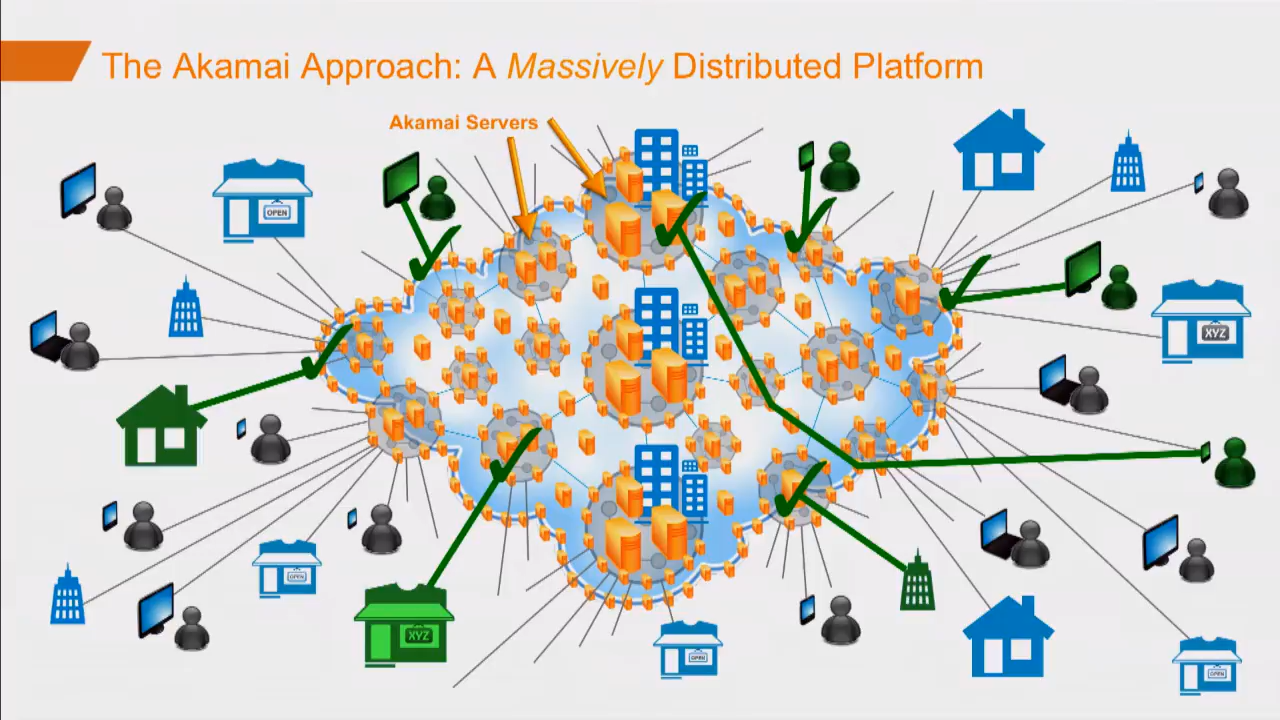 The Akamai Approach: A Massively Distributed Platform
Akamai Servers
OPEN
XYZ
OPEN
XYZ
OPEN
OPEN